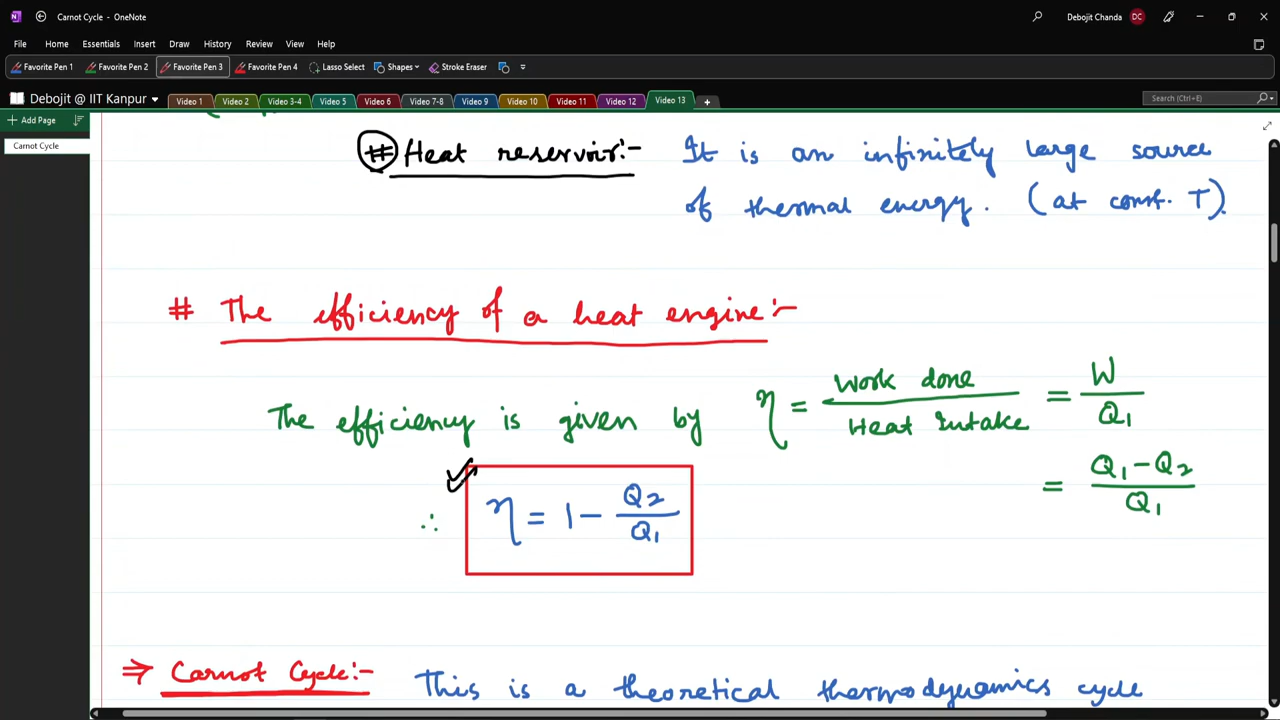 Carnot Cycle - OneNote
Debojit Chanda DC
File Home Essentials Insert Draw History Review View Help
Favorite Pen 1 Favorite Pen 2 Favorite Pen 3 Favorite Pen 4 Lasso Select Shapes Stroke Eraser
Debojit @ IIT Kanpur Video 1 Video 2 Video 3-4 Video 5 Video 6 Video 7-8 Video 9 Video 10 Video 11 Video 12 Video 13 + Search (Ctrl+E)
+ Add Page
Carnot Cycle
# Heat reservoir:- It is an infinitely large source
of thermal energy. (at const. T).
# The efficiency of a heat engine:-
The efficiency is given by η = Work done / Heat Intake = W / Q₁
= Q₁ - Q₂ / Q₁
∴ η = 1 - Q₂ / Q₁
⇒ Carnot Cycle:- This is a theoretical thermodynamics cycle